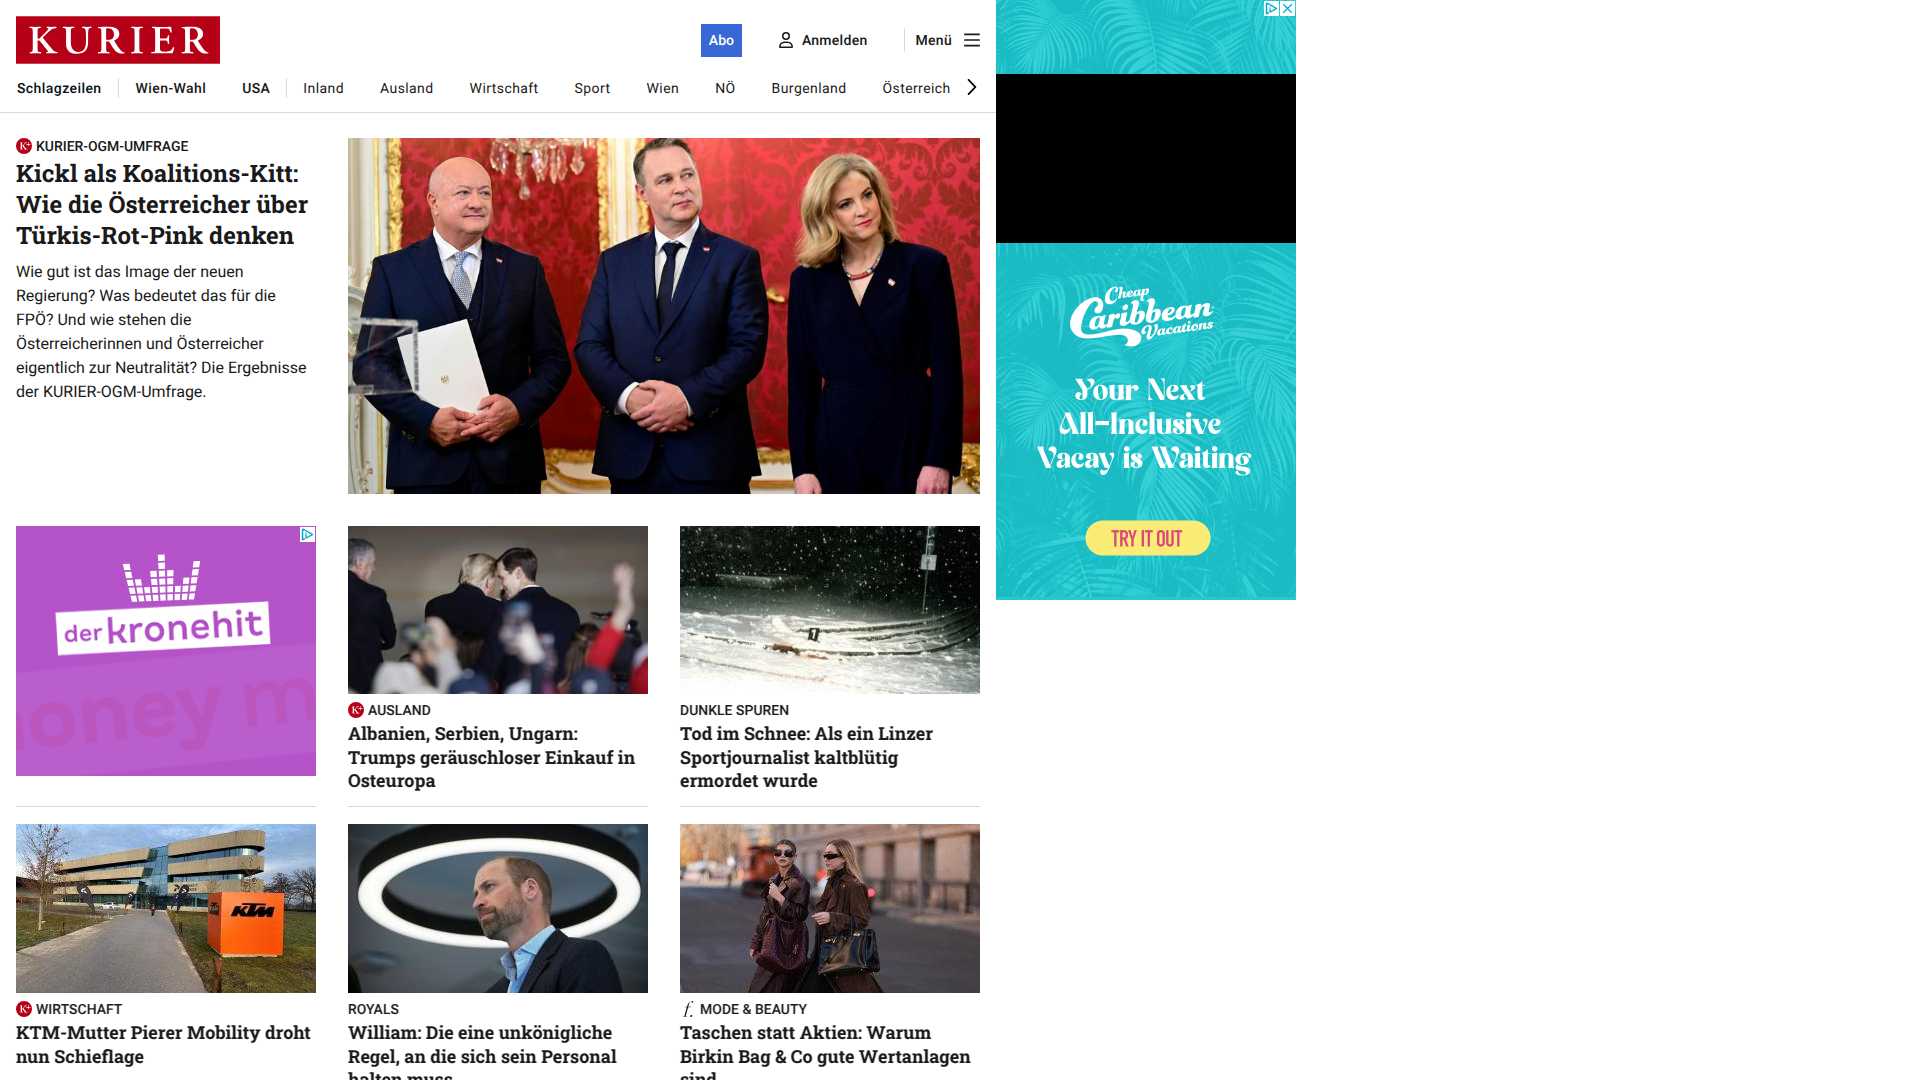 KURIER
Abo
Anmelden
Menü
Schlagzeilen
Wien-Wahl
USA
Inland
Ausland
Wirtschaft
Sport
Wien
NÖ
Burgenland
Österreich
KURIER-OGM-UMFRAGE
Kickl als Koalitions-Kitt:
Wie die Österreicher über
Türkis-Rot-Pink denken
Wie gut ist das Image der neuen
Regierung? Was bedeutet das für die
FPÖ? Und wie stehen die
Österreicherinnen und Österreicher
eigentlich zur Neutralität? Die Ergebnisse
der KURIER-OGM-Umfrage.
Cheap
Caribbean
Vacations
Your Next
All-Inclusive
Vacay is Waiting
TRY IT OUT
der kronehit
money m
K+ AUSLAND
Albanien, Serbien, Ungarn:
Trumps geräuschloser Einkauf in
Osteuropa
DUNKLE SPUREN
Tod im Schnee: Als ein Linzer
Sportjournalist kaltblütig
ermordet wurde
KTM
K+ WIRTSCHAFT
KTM-Mutter Pierer Mobility droht
nun Schieflage
ROYALS
William: Die eine unkönigliche
Regel, an die sich sein Personal
halten muss
f. MODE & BEAUTY
Taschen statt Aktien: Warum
Birkin Bag & Co gute Wertanlagen
sind